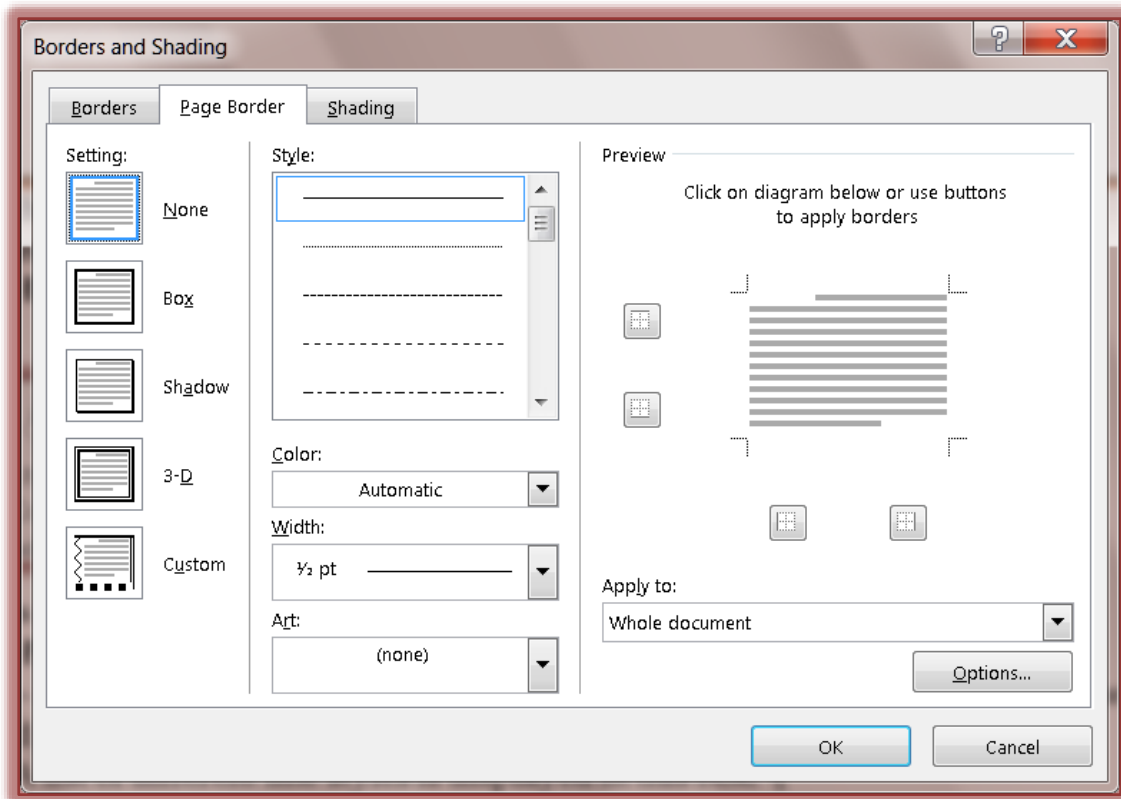 Borders and Shading
Borders
Page Border
Shading
Setting:
None
Box
Shadow
3-D
Custom
Style:
Color:
Automatic
Width:
½ pt
Art:
(none)
Preview
Click on diagram below or use buttons
to apply borders
Apply to:
Whole document
Options...
OK
Cancel